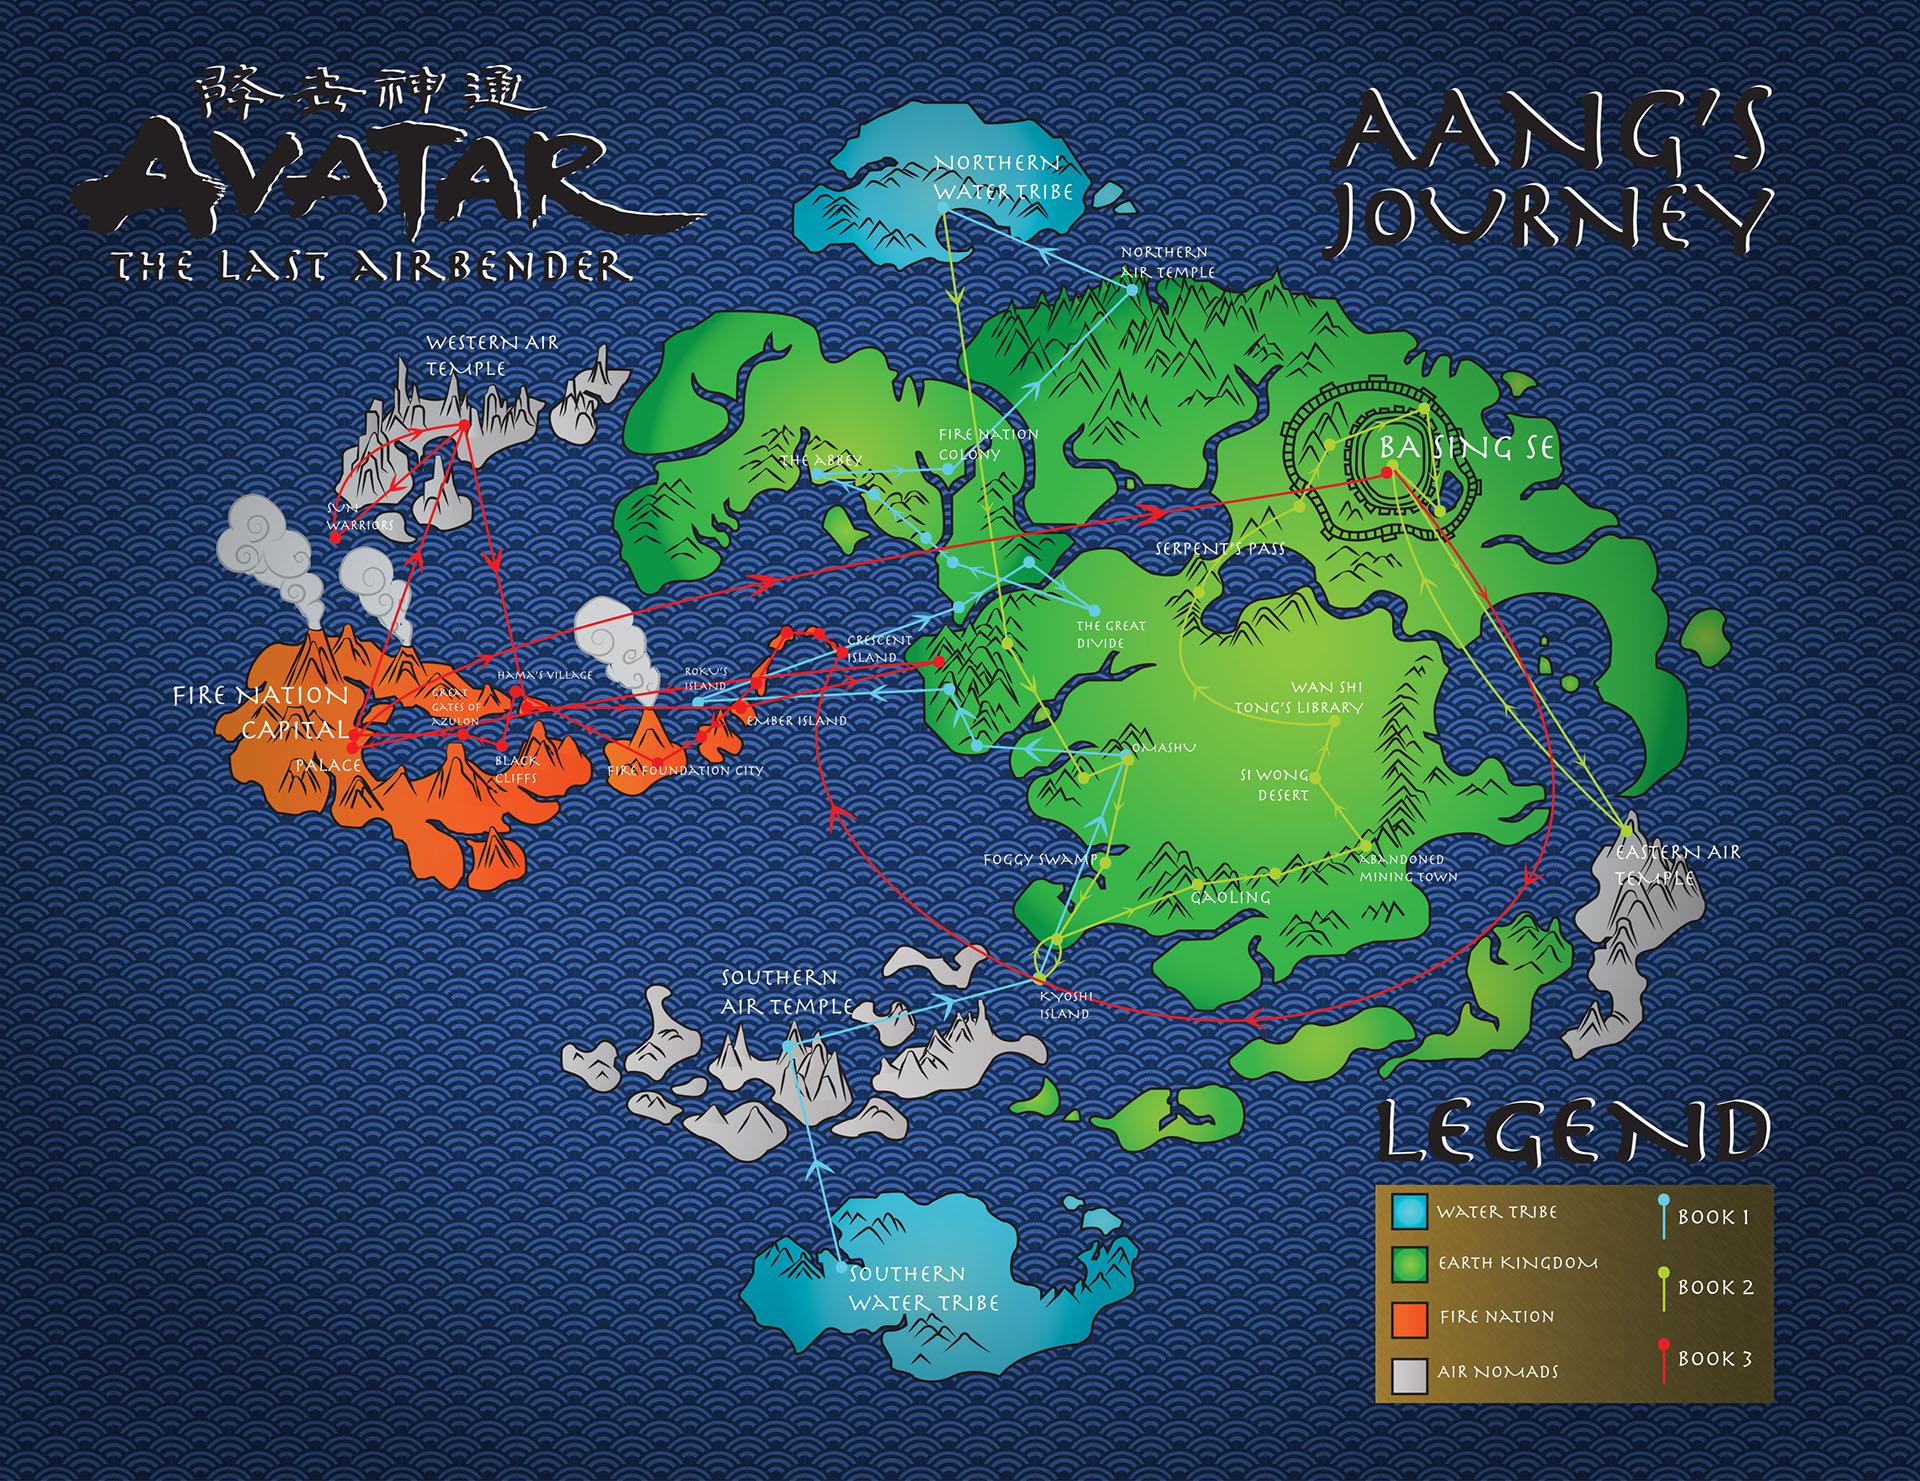 降去神通
AVATAR
THE LAST AIRBENDER
AANG'S
JOURNEY
NORTHERN
WATER TRIBE
NORTHERN
AIR TEMPLE
WESTERN AIR
TEMPLE
FIRE NATION
COLONY
THE ABBEY
BA SING SE
SUN
WARRIORS
SERPENT'S PASS
THE GREAT
DIVIDE
CRESCENT
ISLAND
HAMA'S VILLAGE
ROKU'S
ISLAND
FIRE NATION
CAPITAL
GREAT
GATES OF
AZULON
EMBER ISLAND
WAN SHI
TONG'S LIBRARY
PALACE
BLACK
CLIFFS
FIRE FOUNDATION CITY
OMASHU
SI WONG
DESERT
FOGGY SWAMP
GAOLING
ABANDONED
MINING TOWN
EASTERN AIR
TEMPLE
SOUTHERN
AIR TEMPLE
KYOSHI
ISLAND
SOUTHERN
WATER TRIBE
LEGEND
WATER TRIBE
EARTH KINGDOM
FIRE NATION
AIR NOMADS
BOOK 1
BOOK 2
BOOK 3